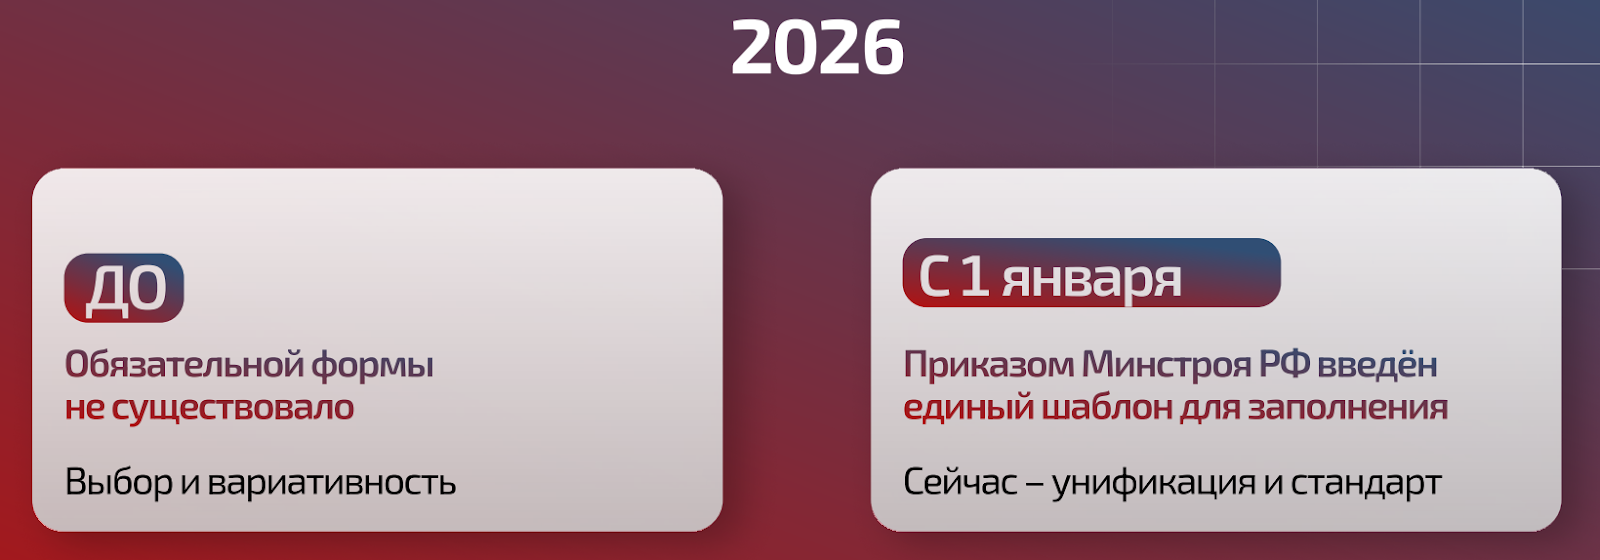 2026
ДО
Обязательной формы
не существовало
Выбор и вариативность
С 1 января
Приказом Минстроя РФ введён
единый шаблон для заполнения
Сейчас – унификация и стандарт